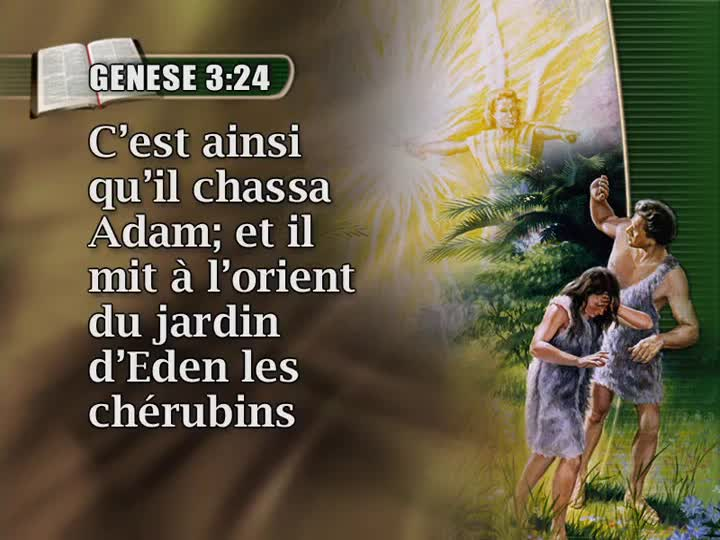 GENESE 3:24
C’est ainsi
qu’il chassa
Adam; et il
mit à l’orient
du jardin
d’Eden les
chérubins